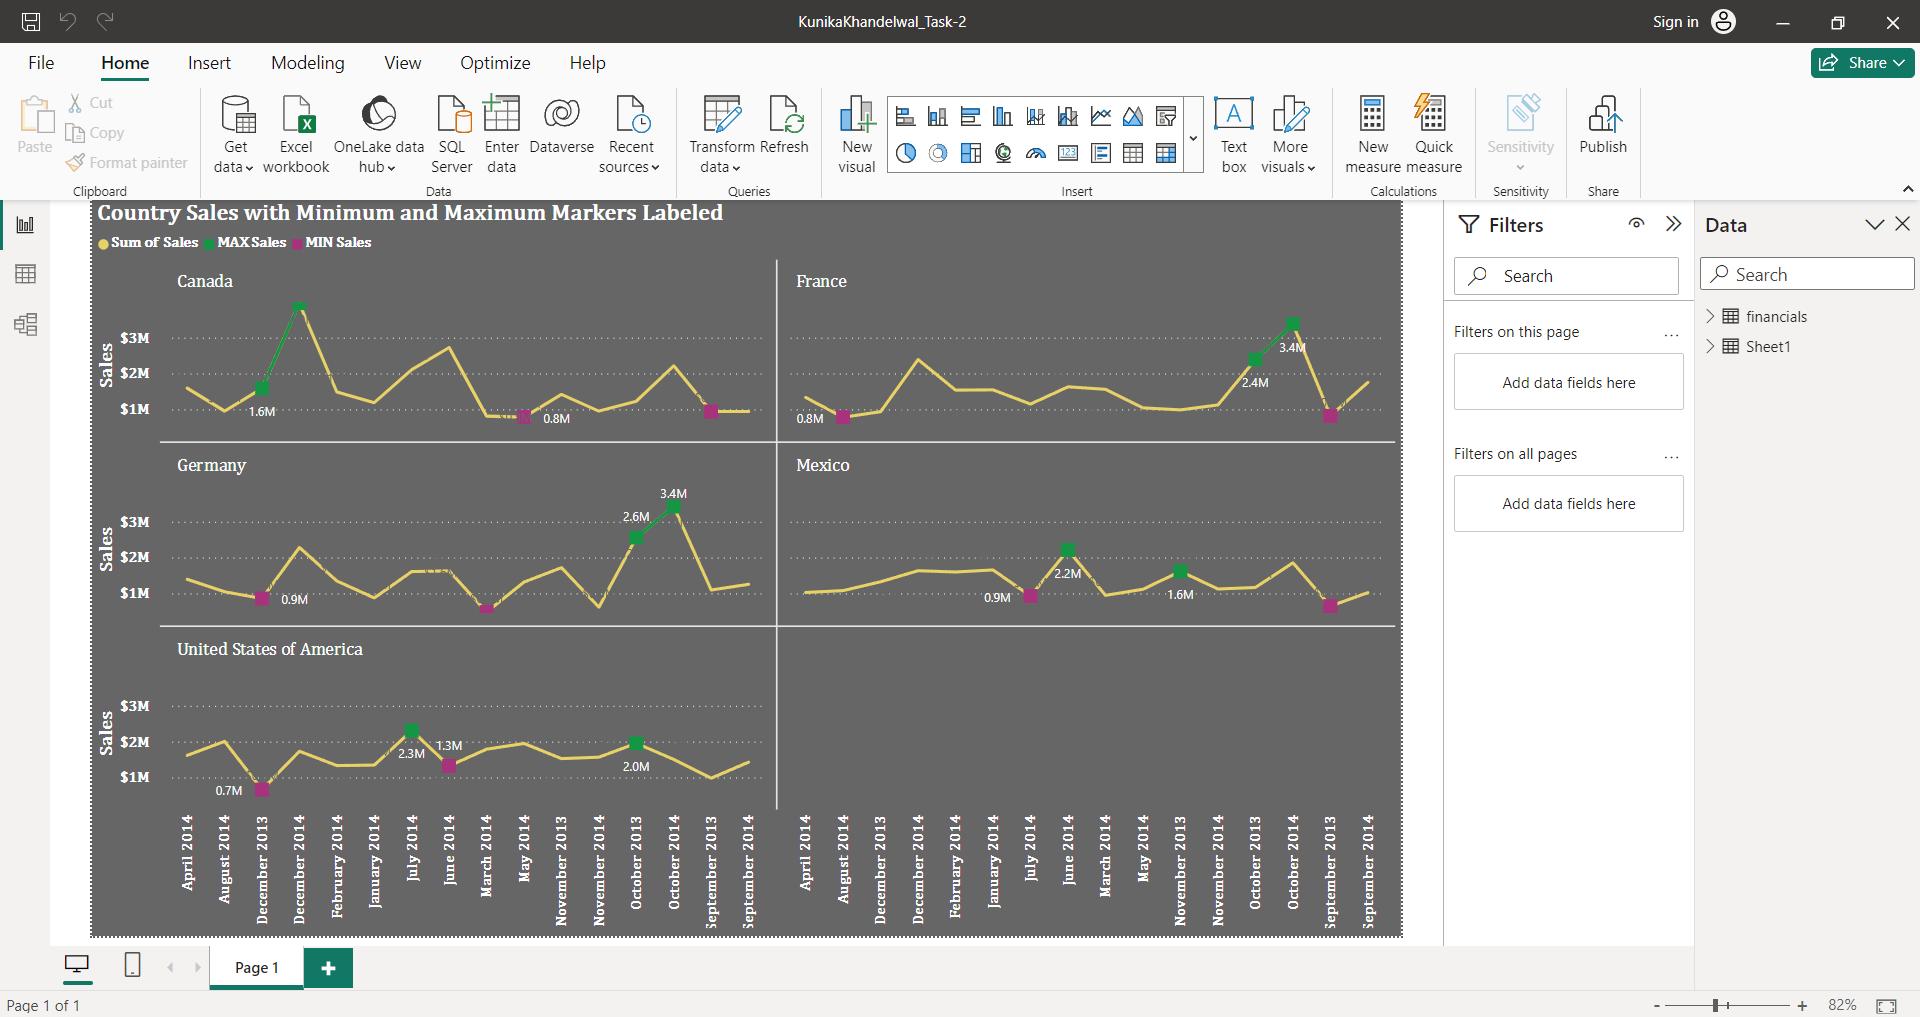 KunikaKhandelwal_Task-2
Sign in
File Home Insert Modeling View Optimize Help
Share
Paste
Cut
Copy
Format painter
Clipboard
Get data
Excel workbook
OneLake data hub
SQL Server
Enter data
Dataverse
Recent sources
Data
Transform data
Refresh
Queries
New visual
123
A
Text box
More visuals
Insert
New measure
Quick measure
Calculations
Sensitivity
Sensitivity
Publish
Share
Country Sales with Minimum and Maximum Markers Labeled
Sum of Sales MAX Sales MIN Sales
Canada
Sales
$3M
$2M
$1M
1.6M
0.8M
France
0.8M
2.4M
3.4M
Germany
Sales
$3M
$2M
$1M
0.9M
2.6M
3.4M
Mexico
0.9M
2.2M
1.6M
United States of America
Sales
$3M
$2M
$1M
0.7M
2.3M
1.3M
2.0M
April 2014
August 2014
December 2013
December 2014
February 2014
January 2014
July 2014
June 2014
March 2014
May 2014
November 2013
November 2014
October 2013
October 2014
September 2013
September 2014
April 2014
August 2014
December 2013
December 2014
February 2014
January 2014
July 2014
June 2014
March 2014
May 2014
November 2013
November 2014
October 2013
October 2014
September 2013
September 2014
Filters
Search
Filters on this page
...
Add data fields here
Filters on all pages
...
Add data fields here
Data
Search
financials
Sheet1
Page 1
+
Page 1 of 1
- + 82%